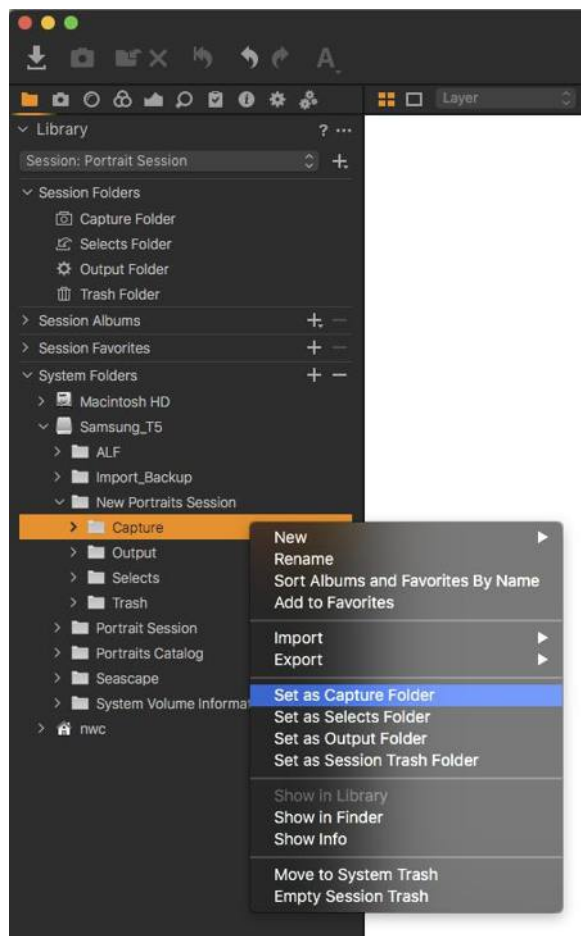 A
Layer
Library
? ...
Session: Portrait Session
Session Folders
Capture Folder
Selects Folder
Output Folder
Trash Folder
Session Albums
Session Favorites
System Folders
Macintosh HD
Samsung_T5
ALF
Import_Backup
New Portraits Session
Capture
Output
Selects
Trash
Portrait Session
Portraits Catalog
Seascape
System Volume Informa
nwc
New
Rename
Sort Albums and Favorites By Name
Add to Favorites
Import
Export
Set as Capture Folder
Set as Selects Folder
Set as Output Folder
Set as Session Trash Folder
Show in Library
Show in Finder
Show Info
Move to System Trash
Empty Session Trash